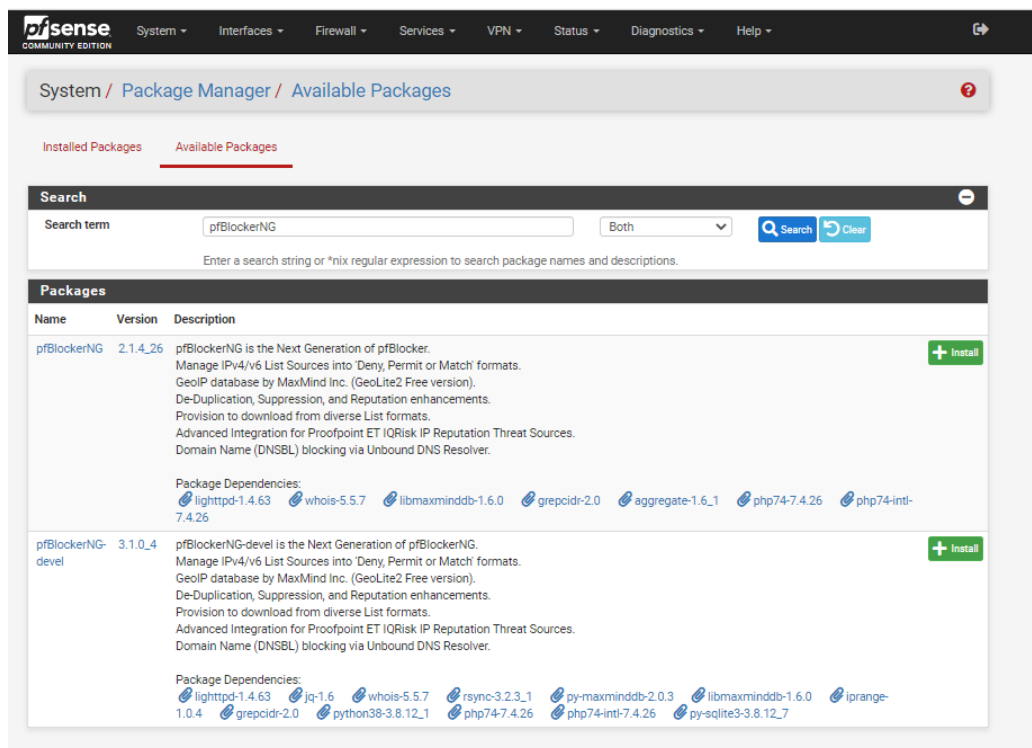 pfsense
COMMUNITY EDITION
System Interfaces Firewall Services VPN Status Diagnostics Help
System / Package Manager / Available Packages
Installed Packages Available Packages
Search
Search term pfBlockerNG Both Search Clear
Enter a search string or *nix regular expression to search package names and descriptions.
Packages
Name Version Description
pfBlockerNG 2.1.4_26 pfBlockerNG is the Next Generation of pfBlocker. Install
Manage IPv4/v6 List Sources into 'Deny, Permit or Match' formats.
GeoIP database by MaxMind Inc. (GeoLite2 Free version).
De-Duplication, Suppression, and Reputation enhancements.
Provision to download from diverse List formats.
Advanced Integration for Proofpoint ET IQRisk IP Reputation Threat Sources.
Domain Name (DNSBL) blocking via Unbound DNS Resolver.
Package Dependencies:
lighttpd-1.4.63 whois-5.5.7 libmaxminddb-1.6.0 grepcidr-2.0 aggregate-1.6_1 php74-7.4.26 php74-intl-
7.4.26
pfBlockerNG- 3.1.0_4 pfBlockerNG-devel is the Next Generation of pfBlockerNG. Install
devel Manage IPv4/v6 List Sources into 'Deny, Permit or Match' formats.
GeoIP database by MaxMind Inc. (GeoLite2 Free version).
De-Duplication, Suppression, and Reputation enhancements.
Provision to download from diverse List formats.
Advanced Integration for Proofpoint ET IQRisk IP Reputation Threat Sources.
Domain Name (DNSBL) blocking via Unbound DNS Resolver.
Package Dependencies:
lighttpd-1.4.63 jq-1.6 whois-5.5.7 rsync-3.2.3_1 py-maxminddb-2.0.3 libmaxminddb-1.6.0 iprange-
1.0.4 grepcidr-2.0 python38-3.8.12_1 php74-7.4.26 php74-intl-7.4.26 py-sqlite3-3.8.12_7